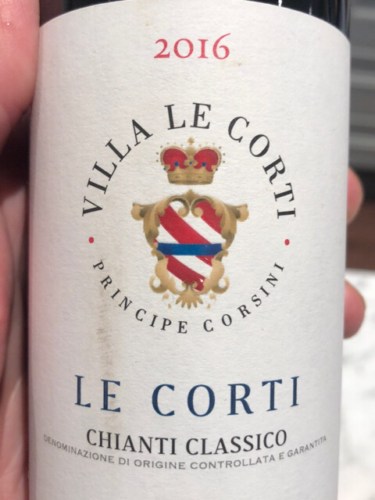 2016
VILLA LE CORTI
PRINCIPE CORSINI
LE CORTI
CHIANTI CLASSICO
DENOMINAZIONE DI ORIGINE CONTROLLATA E GARANTITA